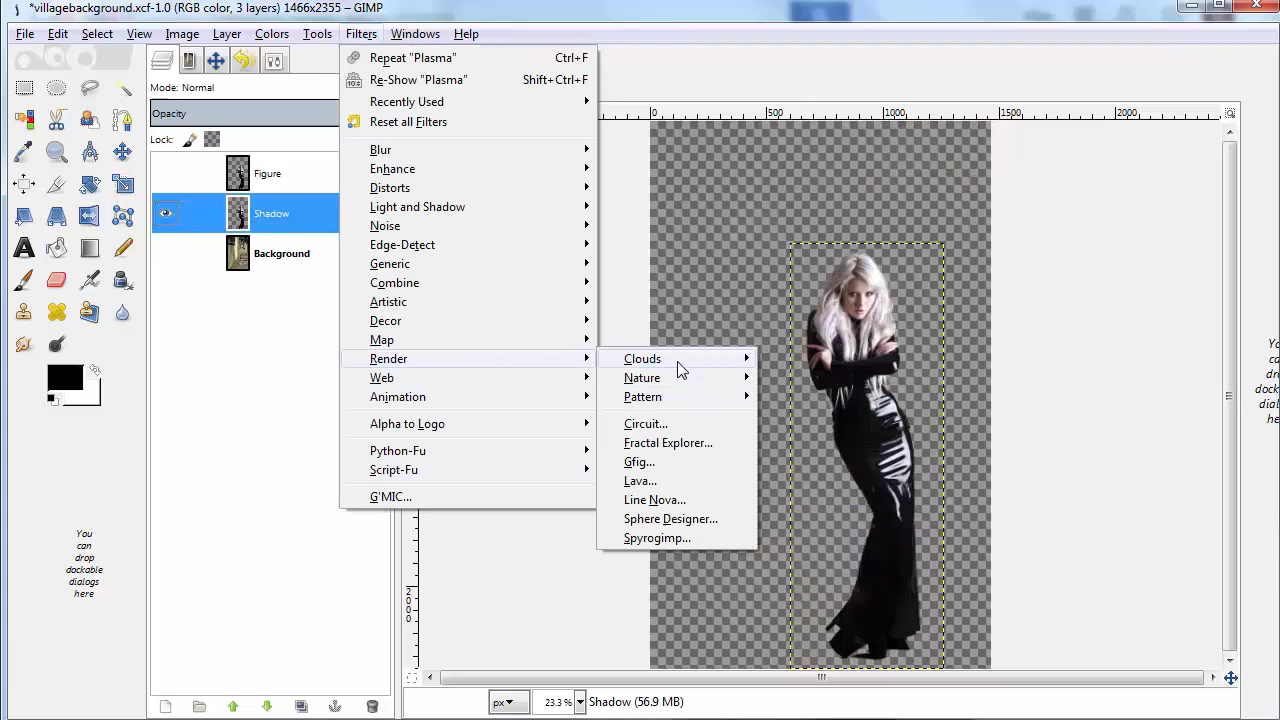 *villagebackground.xcf-1.0 (RGB color, 3 layers) 1466x2355 – GIMP
File Edit Select View Image Layer Colors Tools Filters Windows Help
Mode: Normal
Opacity
Lock:
Figure
Shadow
Background
You
can
drop
dockable
dialogs
here
Repeat "Plasma" Ctrl+F
Re-Show "Plasma" Shift+Ctrl+F
Recently Used
Reset all Filters
Blur
Enhance
Distorts
Light and Shadow
Noise
Edge-Detect
Generic
Combine
Artistic
Decor
Map
Render
Web
Animation
Alpha to Logo
Python-Fu
Script-Fu
G'MIC...
Clouds
Nature
Pattern
Circuit...
Fractal Explorer...
Gfig...
Lava...
Line Nova...
Sphere Designer...
Spyrogimp...
0 500 1000 1500 2000
2000
px 23.3 % Shadow (56.9 MB)